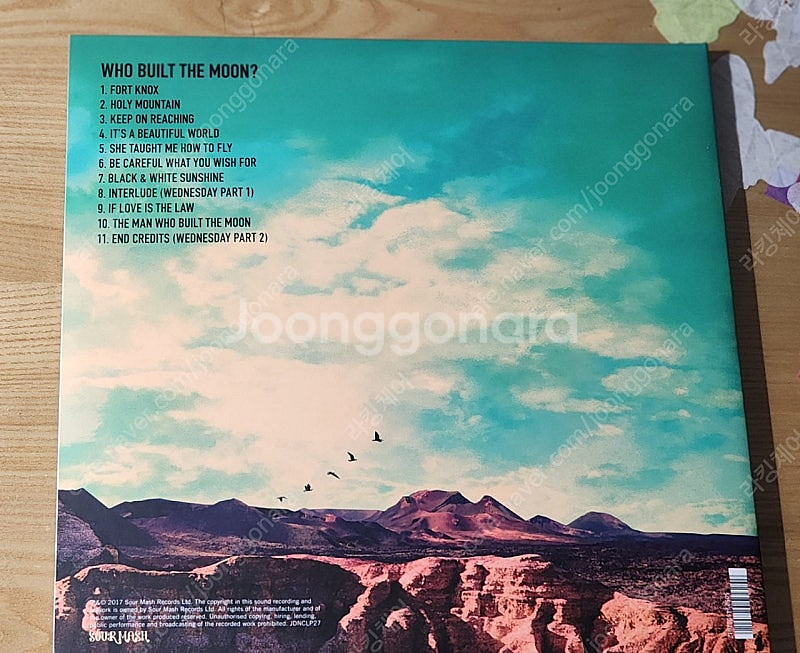 WHO BUILT THE MOON?
1. FORT KNOX
2. HOLY MOUNTAIN
3. KEEP ON REACHING
4. IT'S A BEAUTIFUL WORLD
5. SHE TAUGHT ME HOW TO FLY
6. BE CAREFUL WHAT YOU WISH FOR
7. BLACK & WHITE SUNSHINE
8. INTERLUDE (WEDNESDAY PART 1)
9. IF LOVE IS THE LAW
10. THE MAN WHO BUILT THE MOON
11. END CREDITS (WEDNESDAY PART 2)
Joonggonara
& © 2017 Sour Mash Records Ltd. The copyright in this sound recording and
artwork is owned by Sour Mash Records Ltd. All rights of the manufacturer and of
the owner of the work produced reserved. Unauthorised copying, hiring, lending,
public performance and broadcasting of the recorded work prohibited. JDNCLP27
SOUR MASH